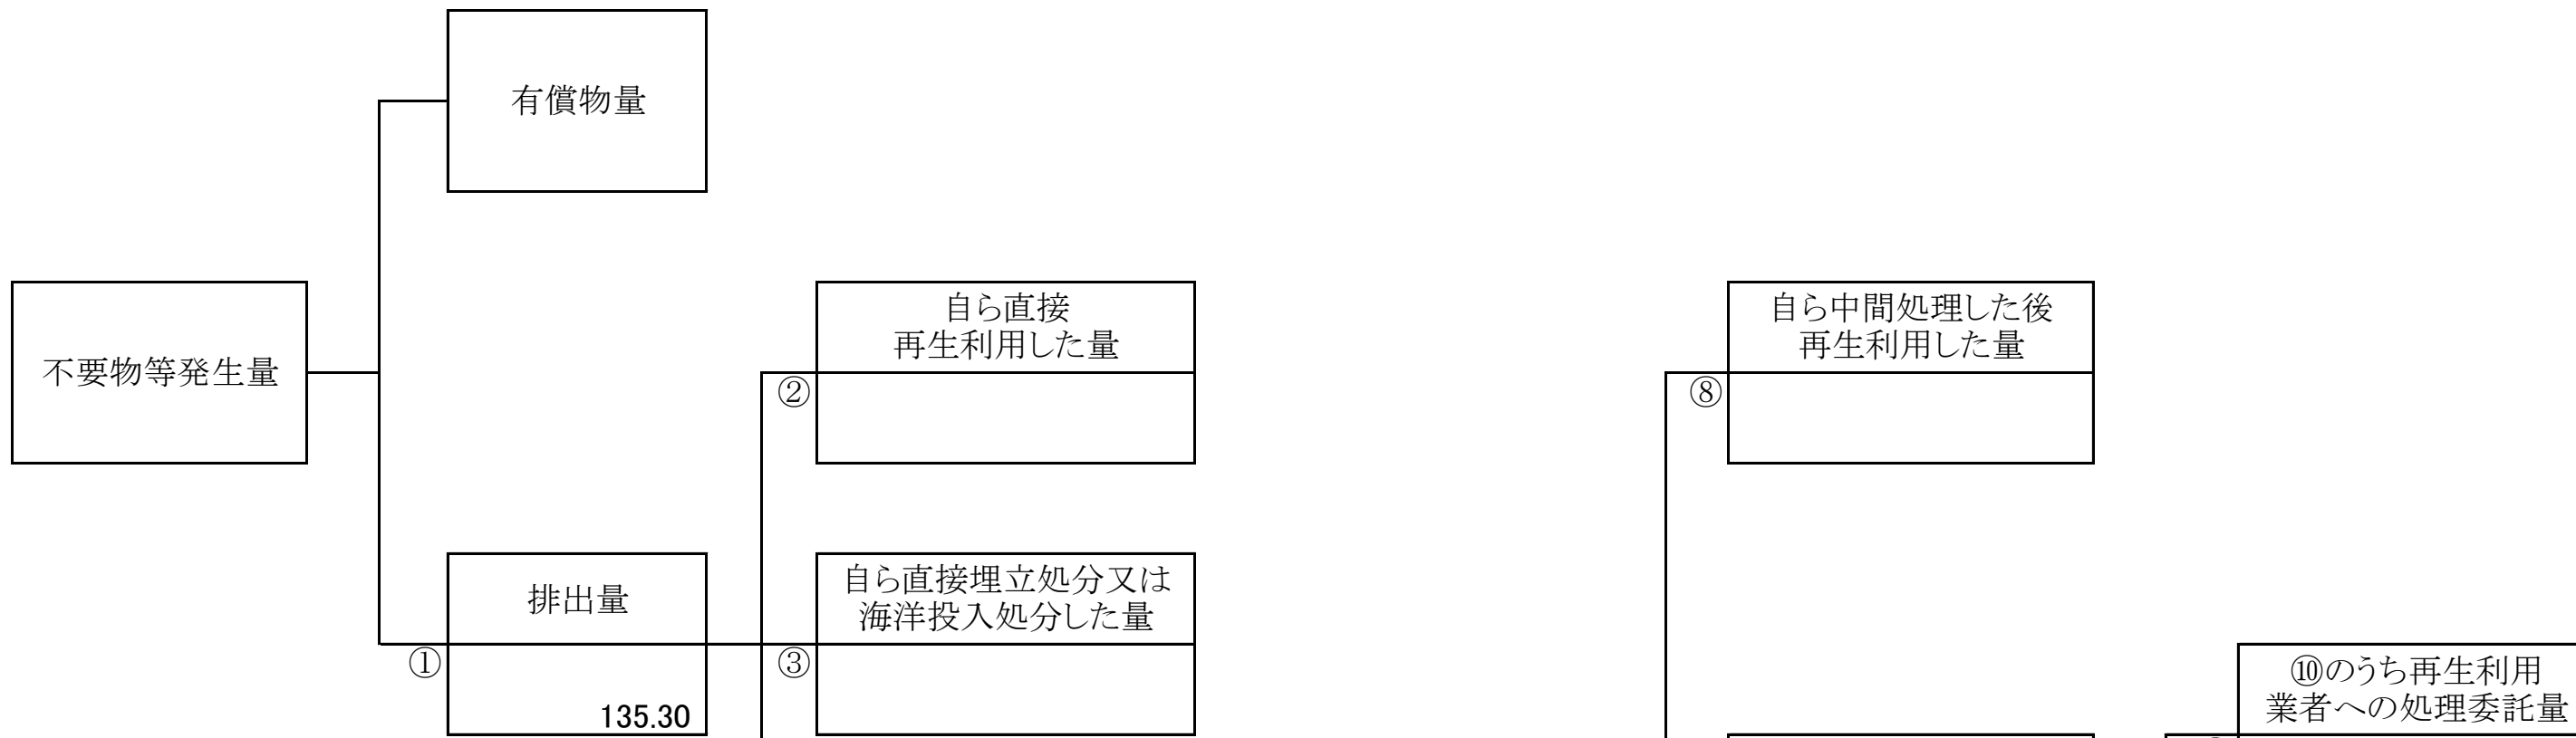 有償物量
不要物等発生量
自ら直接
再生利用した量
②
自ら中間処理した後
再生利用した量
⑧
排出量
①
135.30
自ら直接埋立処分又は
海洋投入処分した量
③
⑩のうち再生利用
業者への処理委託量